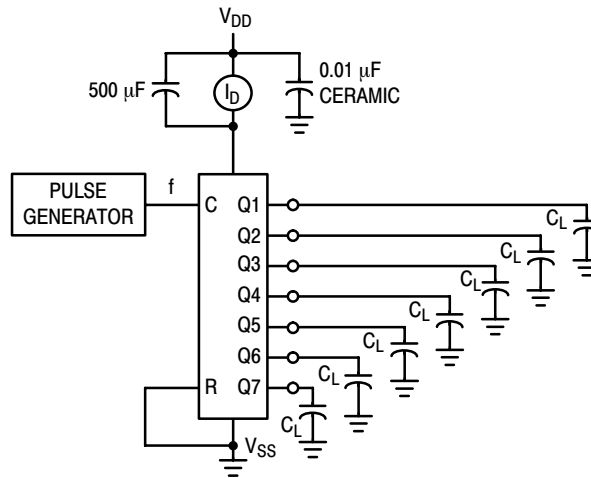 VDD
500 μF
ID
0.01 μF
CERAMIC
PULSE
GENERATOR
f
C
Q1
CL
Q2
CL
Q3
CL
Q4
CL
Q5
CL
Q6
CL
R
Q7
CL
VSS